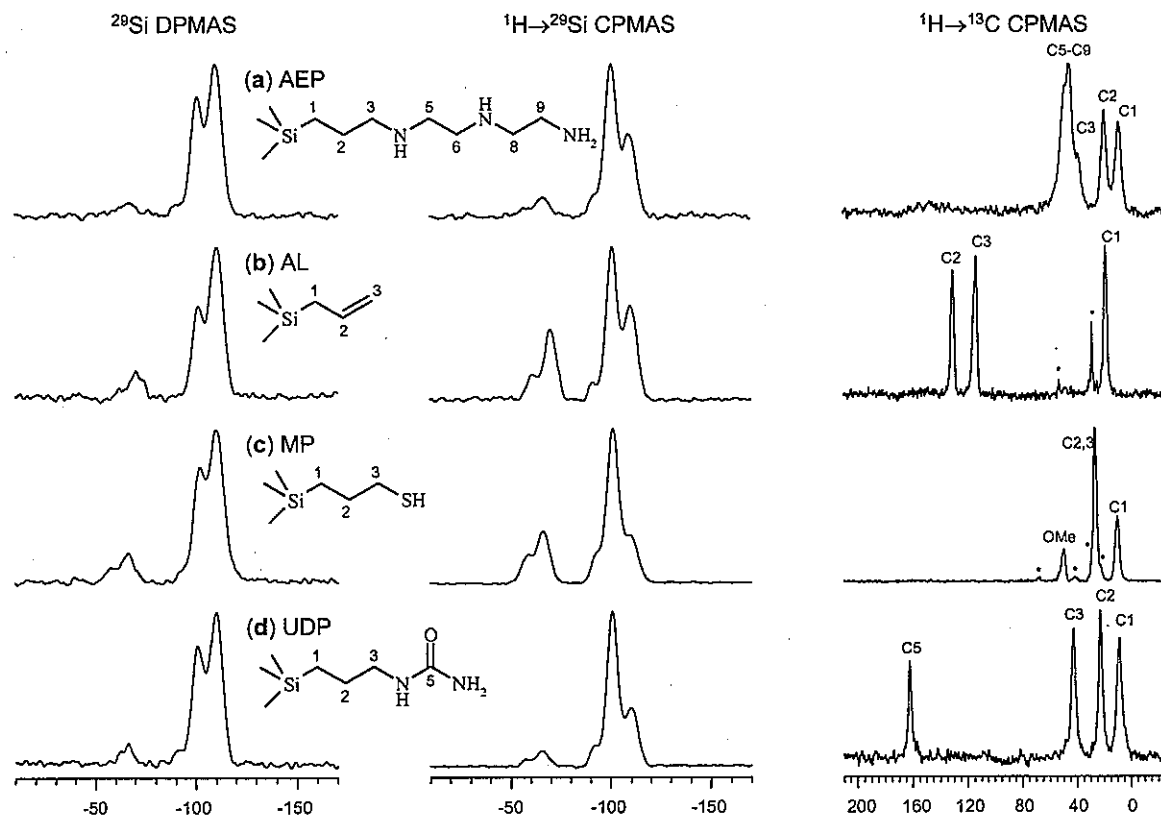 ²⁹Si DPMAS
¹H→²⁹Si CPMAS
¹H→¹³C CPMAS
(a) AEP
Si 1 2 3 N H 5 6 H N 8 9 NH₂
C5-C9
C3
C2
C1
(b) AL
Si 1 2 3
C2
C3
C1
(c) MP
Si 1 2 3 SH
OMe
C2,3
C1
(d) UDP
Si 1 2 3 N H O 5 NH₂
C5
C3
C2
C1
-50 -100 -150
-50 -100 -150
200 160 120 80 40 0